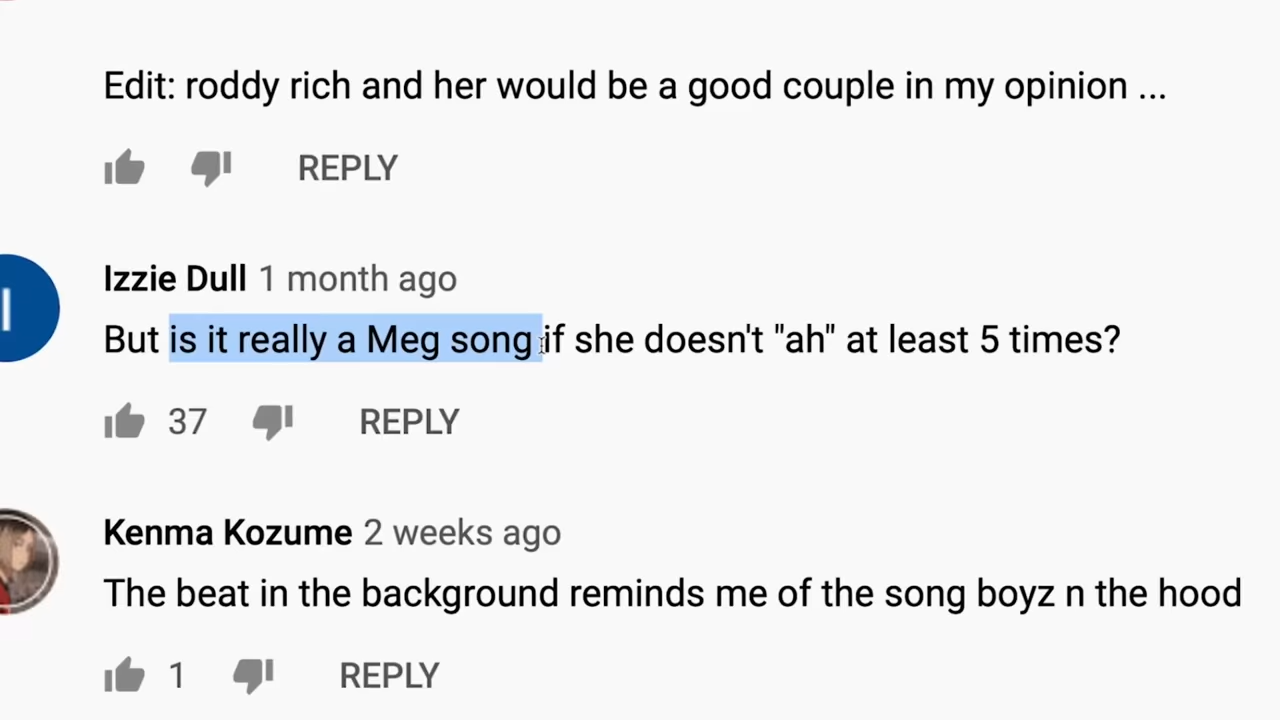 Edit: roddy rich and her would be a good couple in my opinion ...
REPLY
I
Izzie Dull 1 month ago
But is it really a Meg song if she doesn't "ah" at least 5 times?
37 REPLY
Kenma Kozume 2 weeks ago
The beat in the background reminds me of the song boyz n the hood
1 REPLY